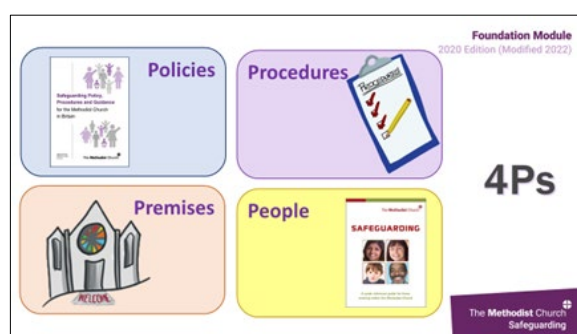 Foundation Module
2020 Edition (Modified 2022)
Policies
Safeguarding Policy,
Procedures and Guidance
for the Methodist Church
in Britain
The Methodist Church
Procedures
Premises
WELCOME
People
The Methodist Church
SAFEGUARDING
4Ps
The Methodist Church
Safeguarding